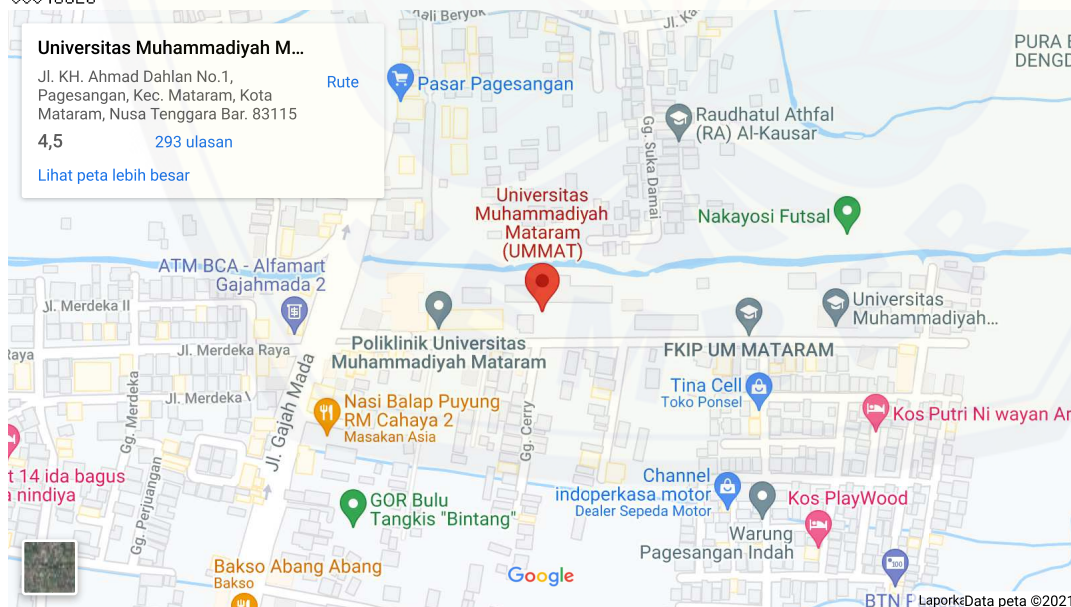 Universitas Muhammadiyah M...
Jl. KH. Ahmad Dahlan No.1,
Pagesangan, Kec. Mataram, Kota
Mataram, Nusa Tenggara Bar. 83115
Rute
4,5
293 ulasan
Lihat peta lebih besar
Jl. Ka
PURA
Pasar Pagesangan
Raudhatul Athfal
(RA) Al-Kausar
Gg. Suka Damai
Universitas
Muhammadiyah
Mataram
(UMMAT)
Nakayosi Futsal
ATM BCA - Alfamart
Gajahmada 2
Jl. Merdeka II
Universitas
Muhammadiyah...
Poliklinik Universitas
Muhammadiyah Mataram
FKIP UM MATARAM
Raya
Jl. Merdeka Raya
Jl. Gajah Mada
Tina Cell
Toko Ponsel
Gg. Merdeka
Jl. Merdeka
Nasi Balap Puyung
RM Cahaya 2
Masakan Asia
Gg. Cerry
Kos Putri Ni wayan Ar
t 14 ida bagus
a nindiya
Gg. Perjuangan
GOR Bulu
Tangkis "Bintang"
Channel
indoperkasa motor
Dealer Sepeda Motor
Kos PlayWood
Warung
Pagesangan Indah
Bakso Abang Abang
Bakso
Google
BTN
Laporka
Data peta ©2021